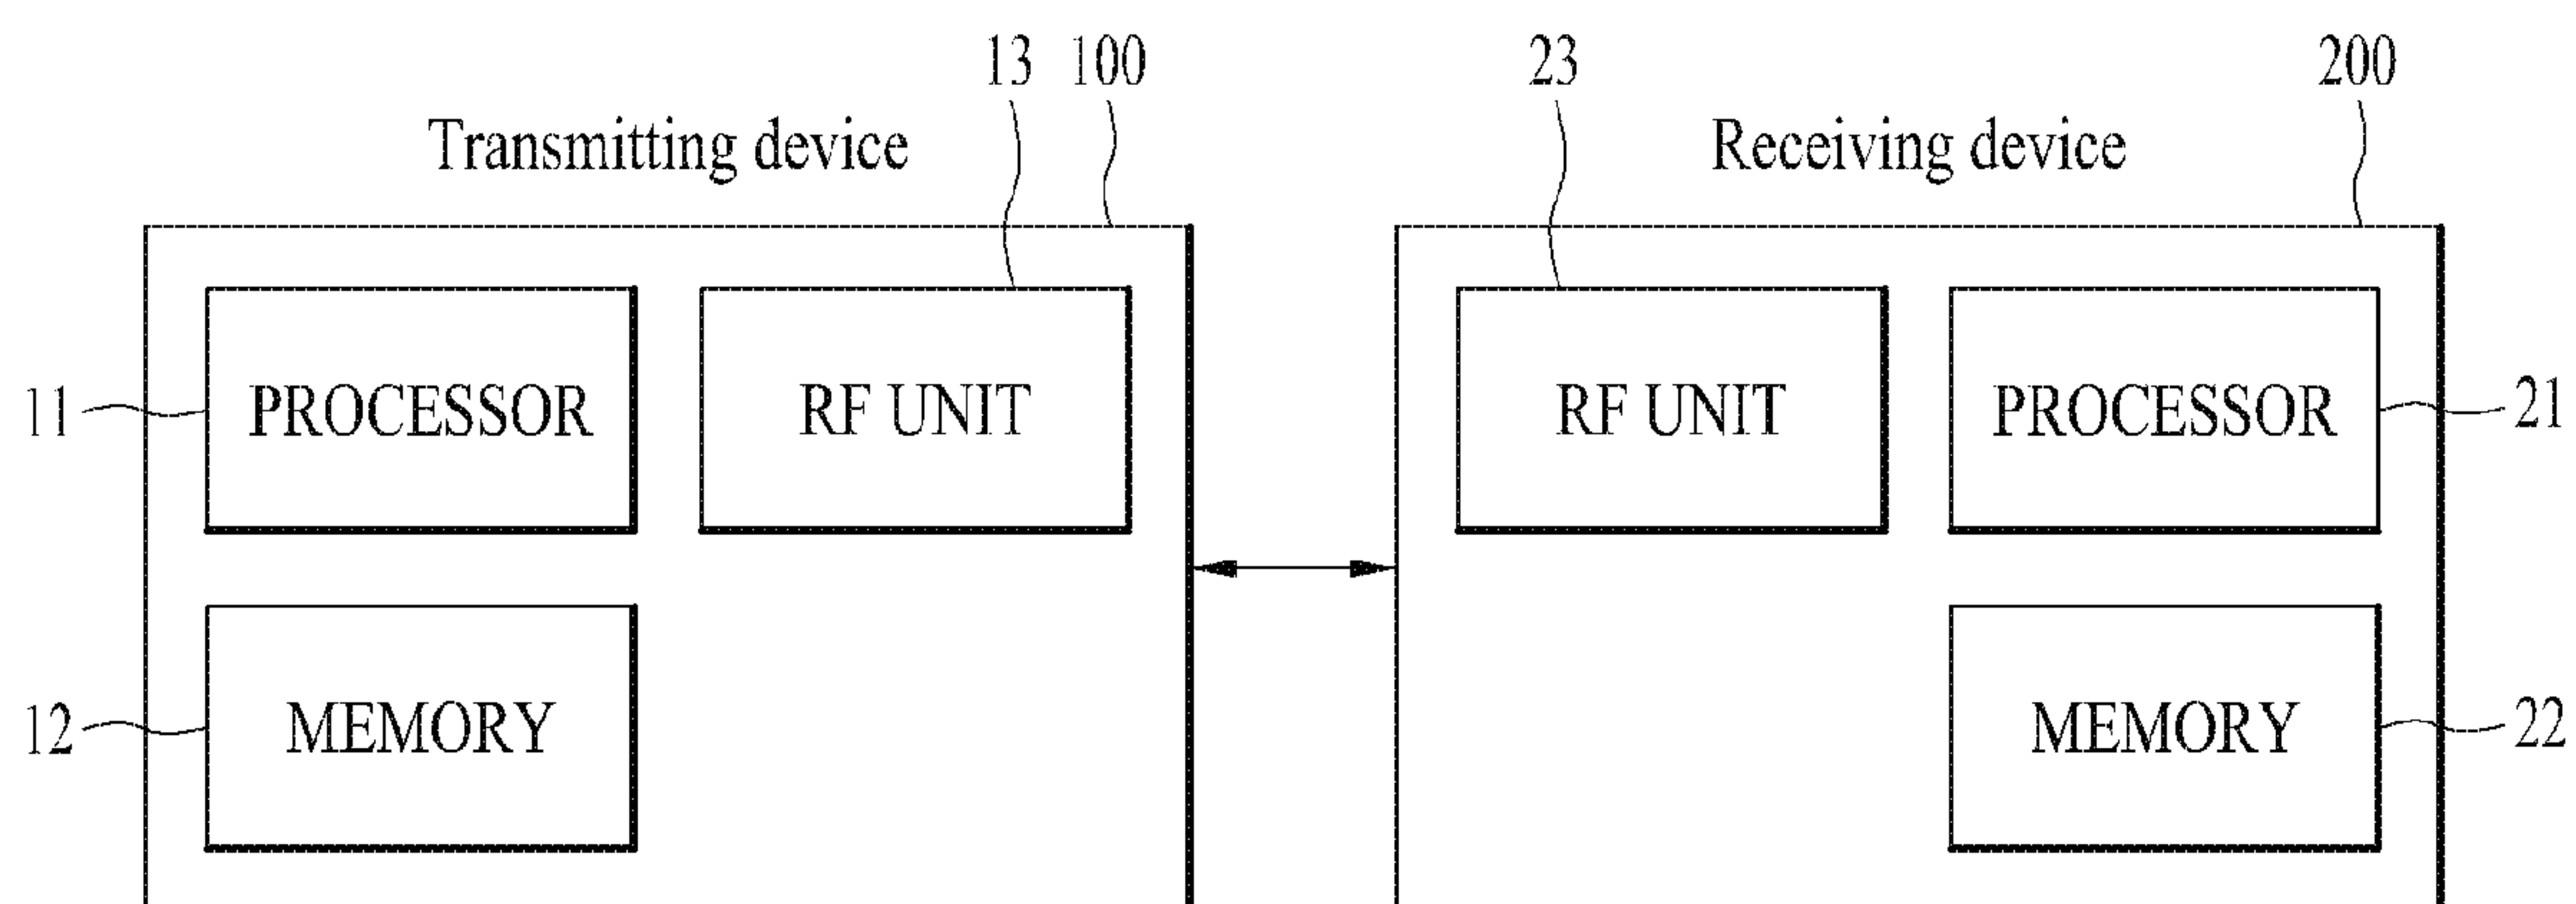 13 100 23 200
Transmitting device Receiving device
11 PROCESSOR RF UNIT RF UNIT PROCESSOR 21
12 MEMORY MEMORY 22